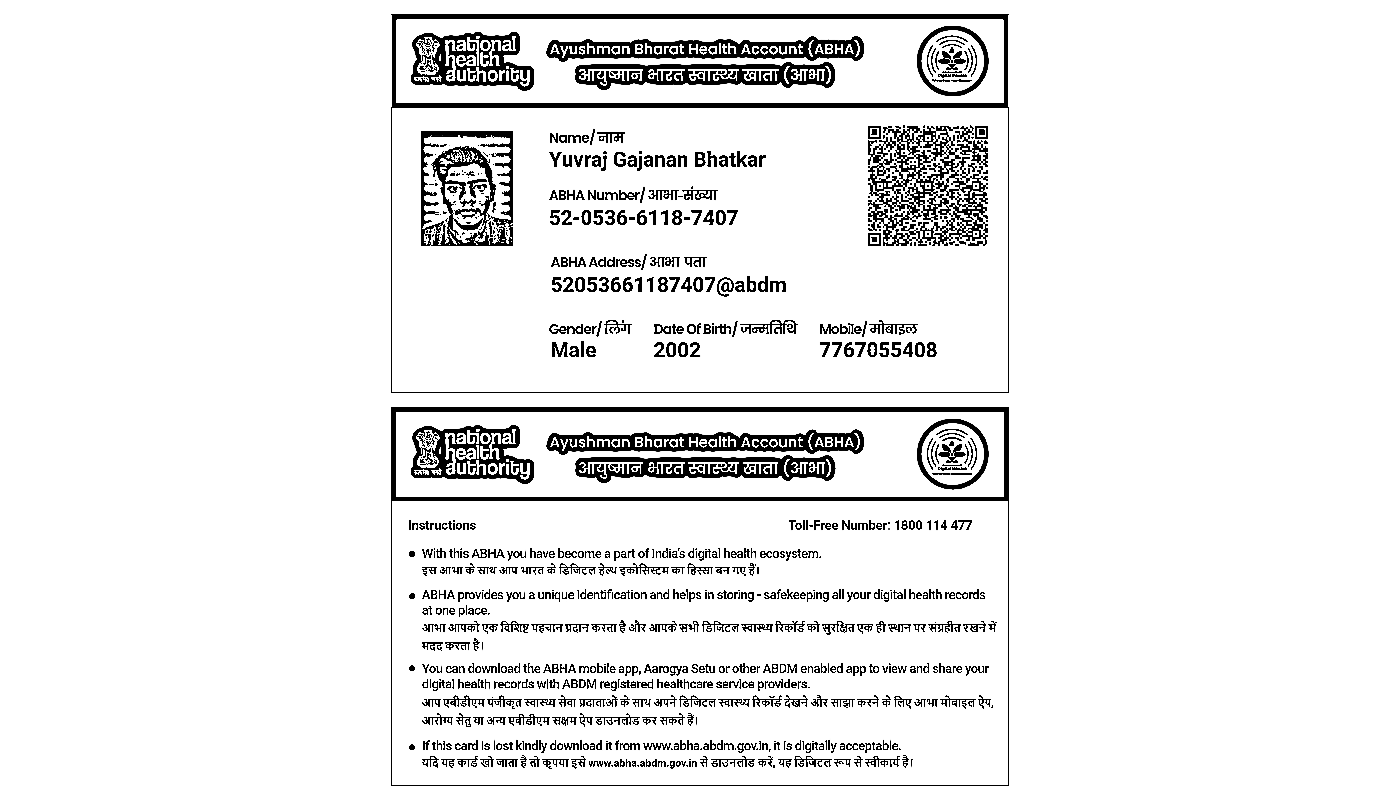 national
health
authority
Ayushman Bharat Health Account (ABHA)
आयुष्मान भारत स्वास्थ्य खाता (आभा)
Name/ नाम
Yuvraj Gajanan Bhatkar
ABHA Number/ आभा-संख्या
52-0536-6118-7407
ABHA Address/ आभा पता
52053661187407@abdm
Gender/ लिंग Date Of Birth/ जन्मतिथि Mobile/ मोबाइल
Male 2002 7767055408
national
health
authority
Ayushman Bharat Health Account (ABHA)
आयुष्मान भारत स्वास्थ्य खाता (आभा)
Instructions Toll-Free Number: 1800 114 477
With this ABHA you have become a part of India's digital health ecosystem.
इस आभा के साथ आप भारत के डिजिटल हेल्थ इकोसिस्टम का हिस्सा बन गए हैं।
ABHA provides you a unique identification and helps in storing - safekeeping all your digital health records
at one place.
आभा आपको एक विशिष्ट पहचान प्रदान करता है और आपके सभी डिजिटल स्वास्थ्य रिकॉर्ड को सुरक्षित एक ही स्थान पर संग्रहीत रखने में
मदद करता है।
You can download the ABHA mobile app, Aarogya Setu or other ABDM enabled app to view and share your
digital health records with ABDM registered healthcare service providers.
आप एबीडीएम पंजीकृत स्वास्थ्य सेवा प्रदाताओं के साथ अपने डिजिटल स्वास्थ्य रिकॉर्ड देखने और साझा करने के लिए आभा मोबाइल ऐप,
आरोग्य सेतु या अन्य एबीडीएम सक्षम ऐप डाउनलोड कर सकते हैं।
If this card is lost kindly download it from www.abha.abdm.gov.in, it is digitally acceptable.
यदि यह कार्ड खो जाता है तो कृपया इसे www.abha.abdm.gov.in से डाउनलोड करें, यह डिजिटल रूप से स्वीकार्य है।